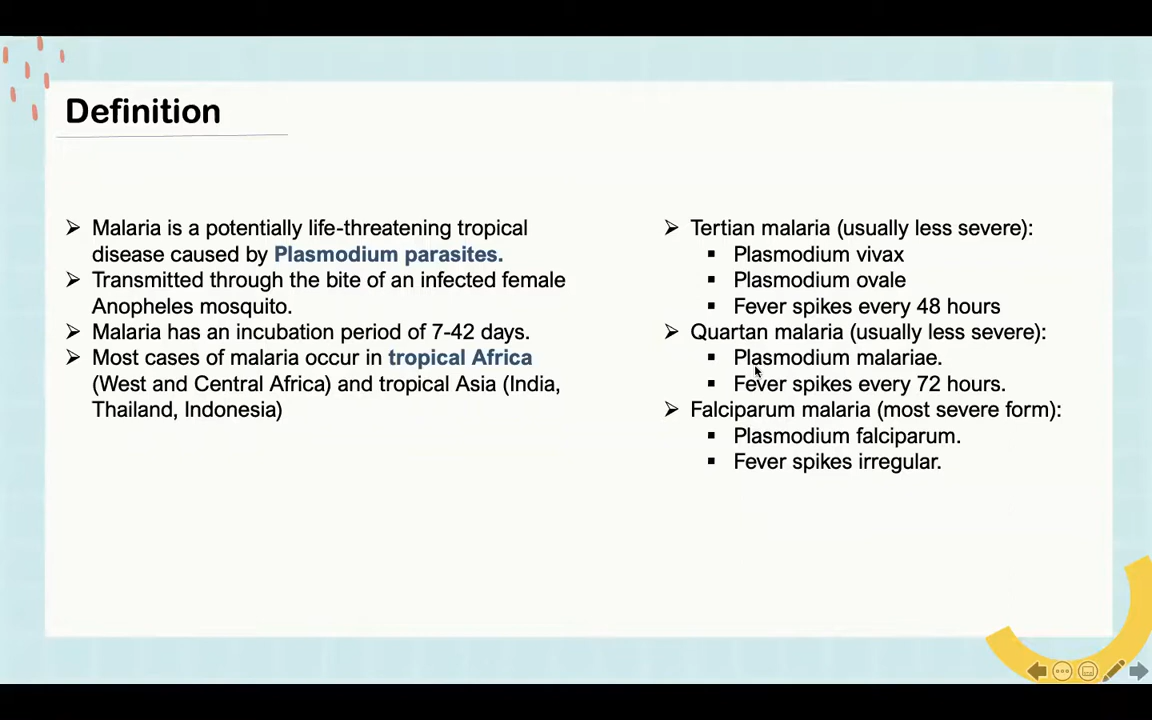 Definition
➢ Malaria is a potentially life-threatening tropical
disease caused by Plasmodium parasites.
➢ Transmitted through the bite of an infected female
Anopheles mosquito.
➢ Malaria has an incubation period of 7-42 days.
➢ Most cases of malaria occur in tropical Africa
(West and Central Africa) and tropical Asia (India,
Thailand, Indonesia)
➢ Tertian malaria (usually less severe):
▪ Plasmodium vivax
▪ Plasmodium ovale
▪ Fever spikes every 48 hours
➢ Quartan malaria (usually less severe):
▪ Plasmodium malariae.
▪ Fever spikes every 72 hours.
➢ Falciparum malaria (most severe form):
▪ Plasmodium falciparum.
▪ Fever spikes irregular.